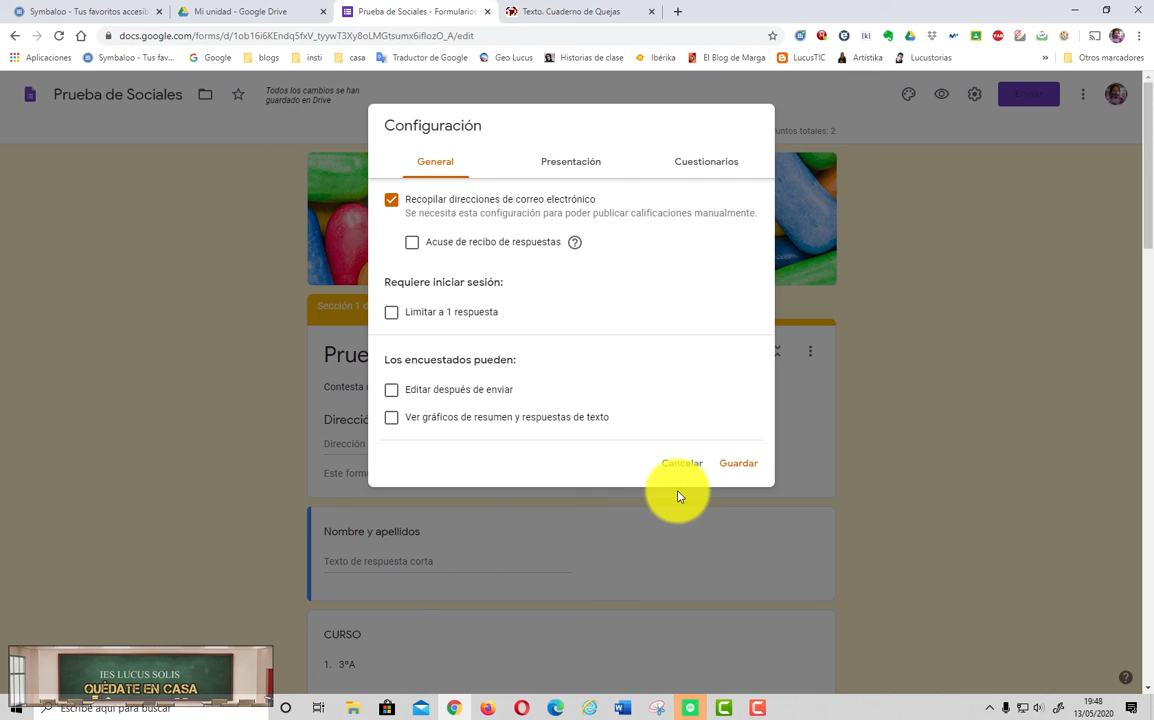 Symbaloo - Tus favoritos accesib
Mi unidad - Google Drive
Prueba de Sociales - Formularios
Texto. Cuaderno de Quejas
docs.google.com/forms/d/1ob16i6KEndq5fxV_tyywT3Xy8oLMGtsumx6iflozO_A/edit
Aplicaciones
Symbaloo - Tus fav...
Google
blogs
insti
casa
Traductor de Google
Geo Lucus
Historias de clase
Ibérika
El Blog de Marga
LucusTIC
Artístika
Lucustorias
»
Otros marcadores
Prueba de Sociales
Todos los cambios se han
guardado en Drive
Enviar
Configuración
untos totales: 2
General
Presentación
Cuestionarios
Recopilar direcciones de correo electrónico
Se necesita esta configuración para poder publicar calificaciones manualmente.
Acuse de recibo de respuestas
Requiere iniciar sesión:
Sección 1 d
Limitar a 1 respuesta
Prue
Los encuestados pueden:
Contesta
Editar después de enviar
Direcció
Ver gráficos de resumen y respuestas de texto
Dirección
Cancelar
Guardar
Este form
Nombre y apellidos
Texto de respuesta corta
CURSO
1. 3ºA
IES LUCUS SOLIS
QUÉDATE EN CASA
Escribe aquí para buscar
19:48
13/05/2020